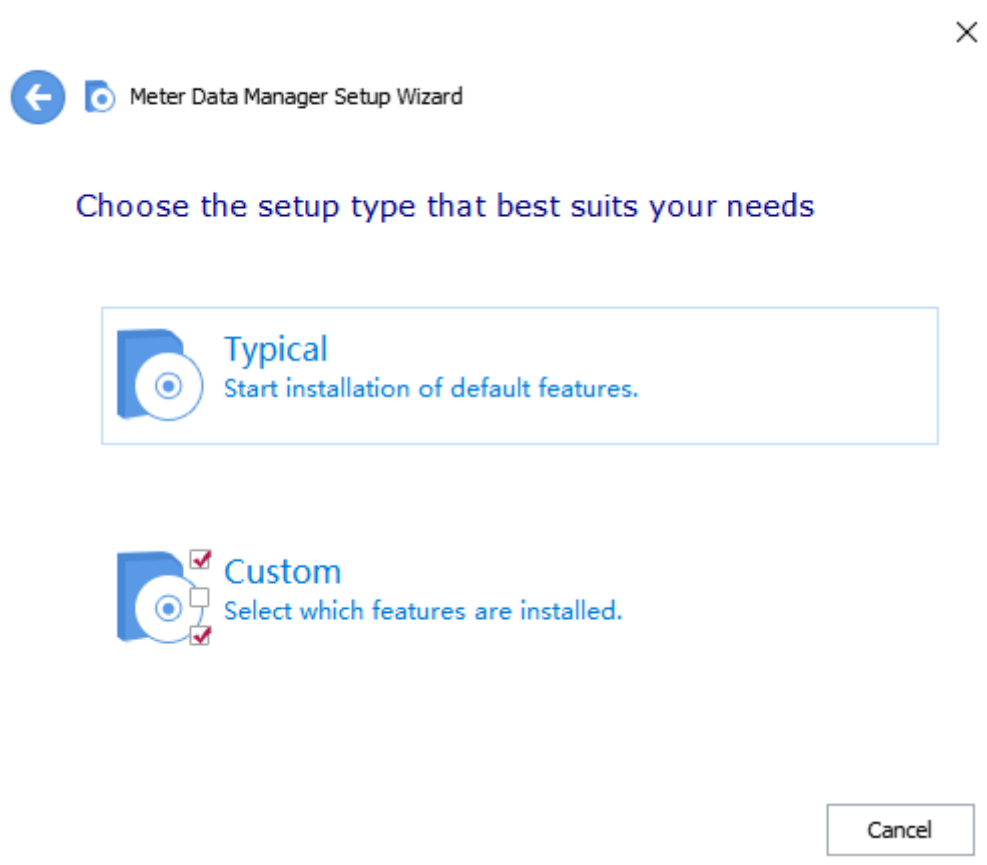 Meter Data Manager Setup Wizard
Choose the setup type that best suits your needs
Typical
Start installation of default features.
Custom
Select which features are installed.
Cancel